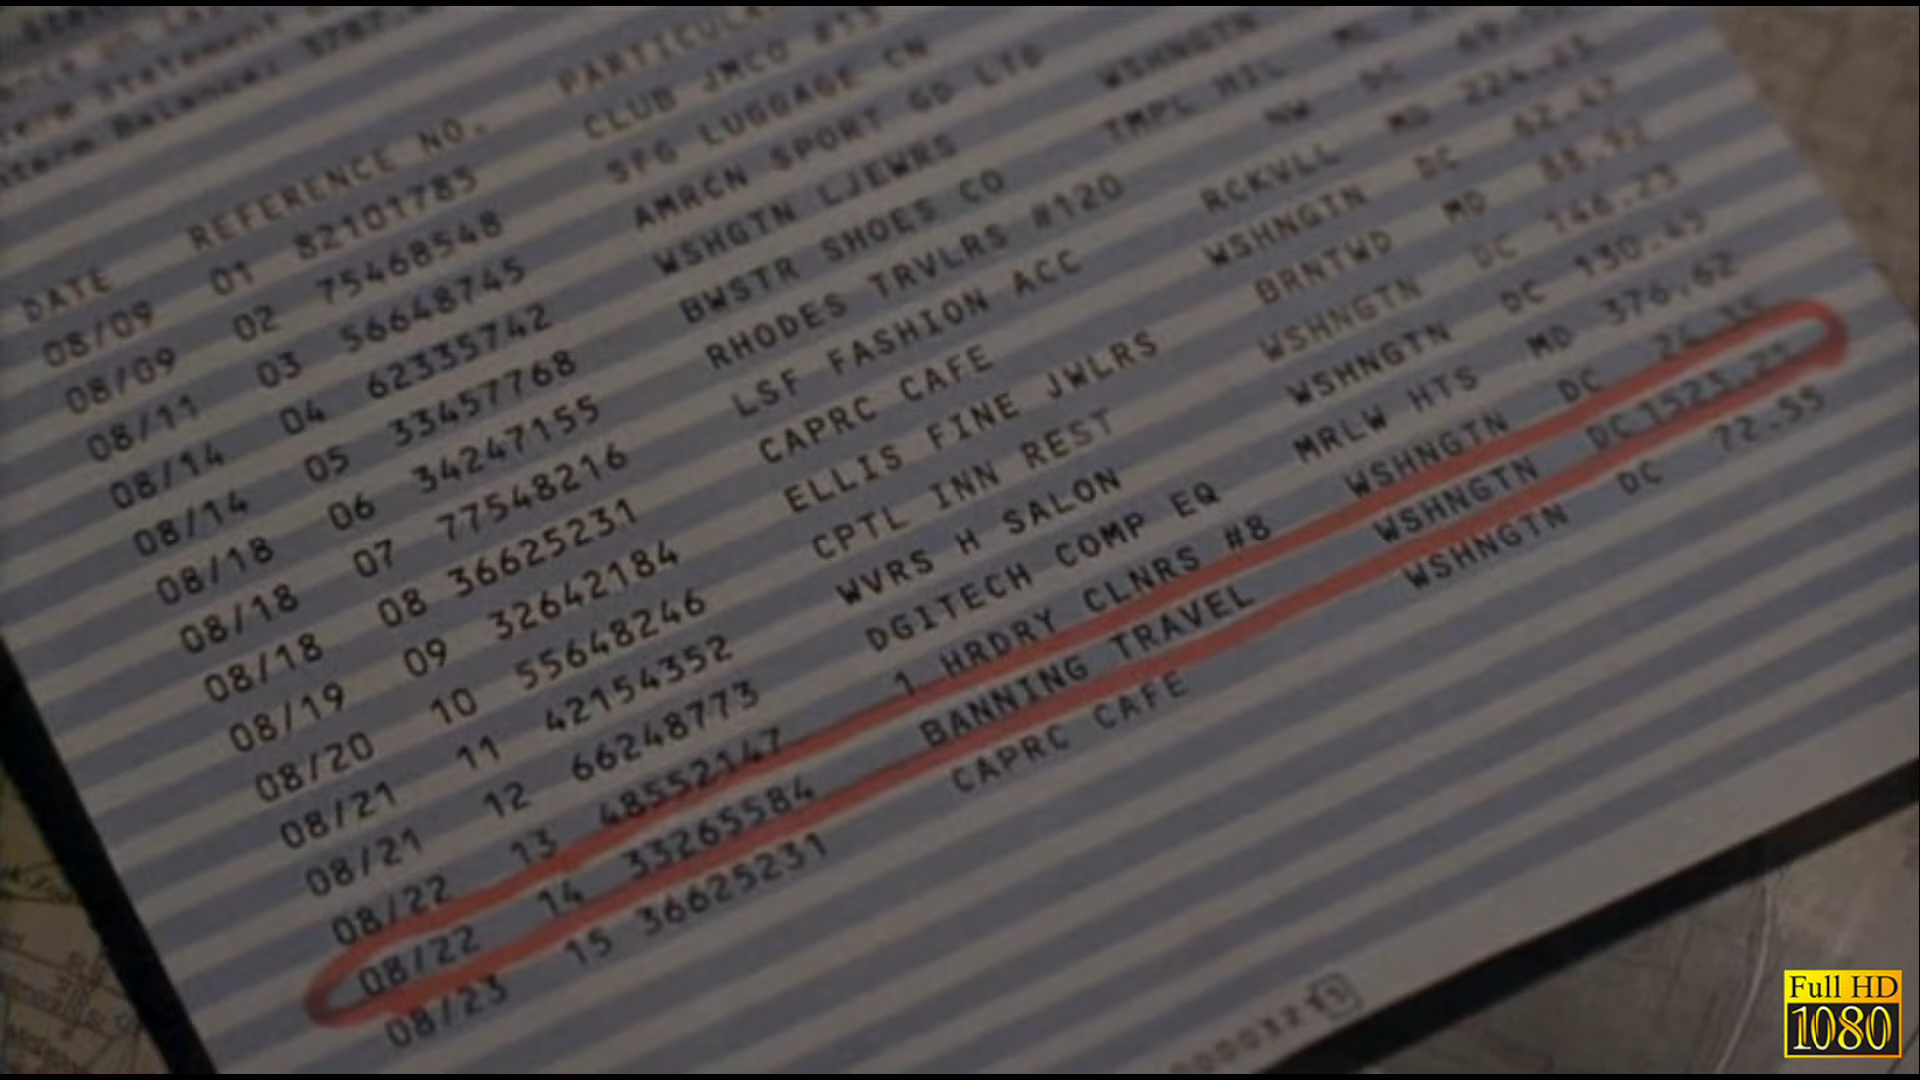 Statement
Balance:
DATE REFERENCE NO.
08/09 01 82101785 CLUB JMCO
08/09 02 75468548 SFG LUGGAGE CN
08/11 03 56648745 AMRCN SPORT GD LTD
08/14 04 62335742 WSHGTN LJEWRS WSHNGTN
08/14 05 33457768 BWSTR SHOES CO TMPL HIL
08/18 06 34247155 RHODES TRVLRS #120 NW DC
08/18 07 77548216 LSF FASHION ACC RCKVLL MD
08/18 08 36625231 CAPRC CAFE WSHNGTN DC 62.47
08/19 09 32642184 ELLIS FINE JWLRS BRNTWD MD 88.92
08/20 10 55648246 CPTL INN REST WSHNGTN DC 146.23
08/21 11 42154352 WVRS H SALON WSHNGTN DC 130.45
08/21 12 66248773 DGITECH COMP EQ MRLW HTS MD 376.62
08/22 13 48552147 1 HRDRY CLNRS #8 WSHNGTN DC
08/22 14 33265584 BANNING TRAVEL WSHNGTN DC 1523.23
08/23 15 36625231 CAPRC CAFE WSHNGTN DC 72.55
Full HD
1080